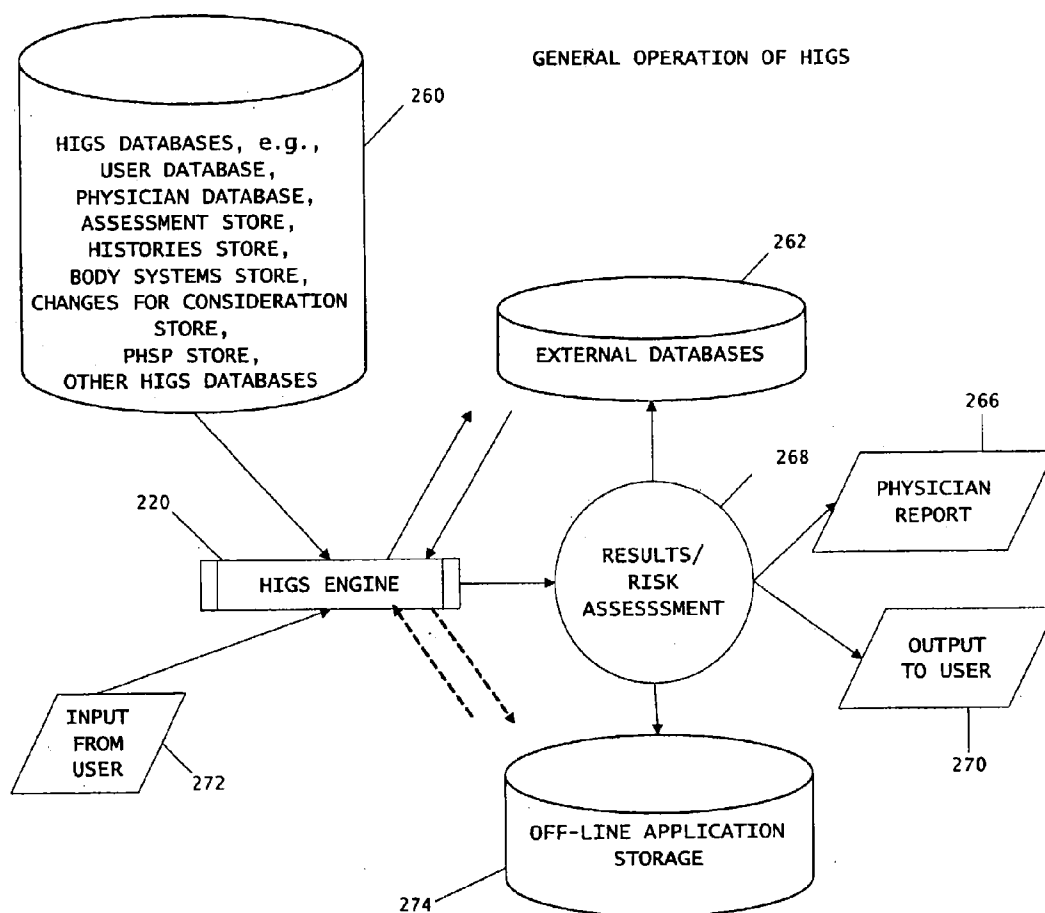 GENERAL OPERATION OF HIGS
260
HIGS DATABASES, e.g.,
USER DATABASE,
PHYSICIAN DATABASE,
ASSESSMENT STORE,
HISTORIES STORE,
BODY SYSTEMS STORE,
CHANGES FOR CONSIDERATION
STORE,
PHSP STORE,
OTHER HIGS DATABASES
262
EXTERNAL DATABASES
266
PHYSICIAN
REPORT
268
RESULTS/
RISK
ASSESSSMENT
220
HIGS ENGINE
OUTPUT
TO USER
270
INPUT
FROM
USER
272
OFF-LINE APPLICATION
STORAGE
274